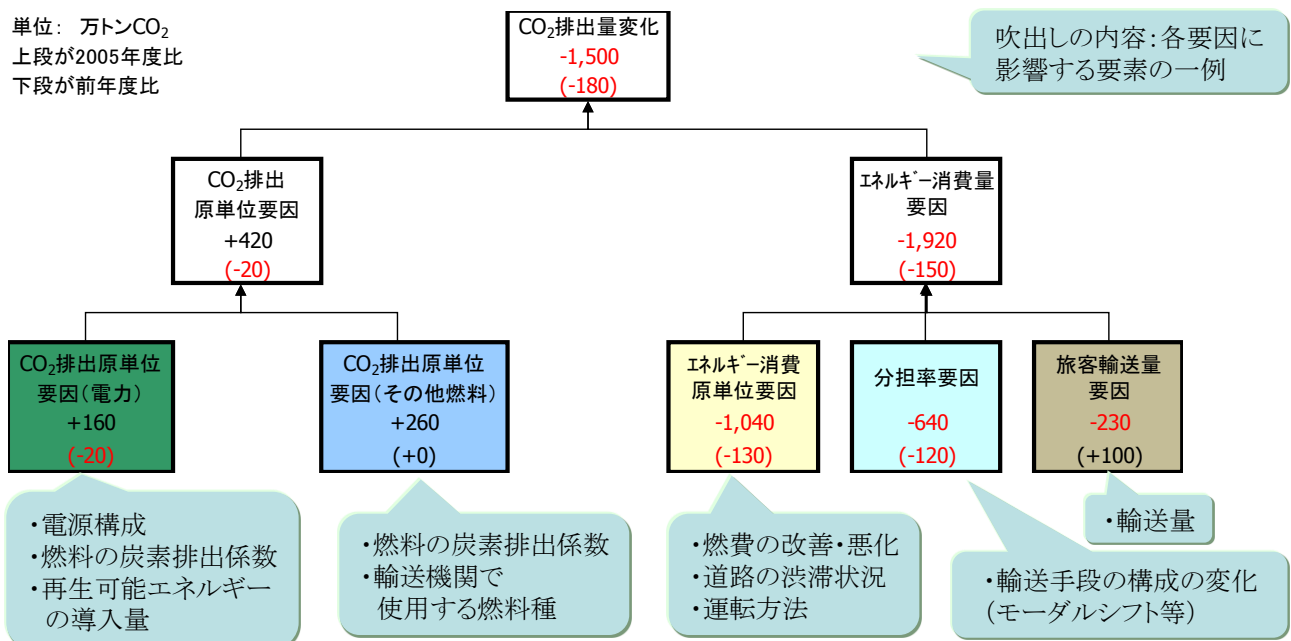 単位： 万トンCO₂
上段が2005年度比
下段が前年度比
CO₂排出量変化
-1,500
(-180)
吹出しの内容：各要因に
影響する要素の一例
CO₂排出
原単位要因
+420
(-20)
ｴﾈﾙｷﾞｰ消費量
要因
-1,920
(-150)
CO₂排出原単位
要因（電力）
+160
(-20)
CO₂排出原単位
要因（その他燃料）
+260
(+0)
ｴﾈﾙｷﾞｰ消費
原単位要因
-1,040
(-130)
分担率要因
-640
(-120)
旅客輸送量
要因
-230
(+100)
・電源構成
・燃料の炭素排出係数
・再生可能エネルギー
の導入量
・燃料の炭素排出係数
・輸送機関で
使用する燃料種
・燃費の改善・悪化
・道路の渋滞状況
・運転方法
・輸送量
・輸送手段の構成の変化
（モーダルシフト等）